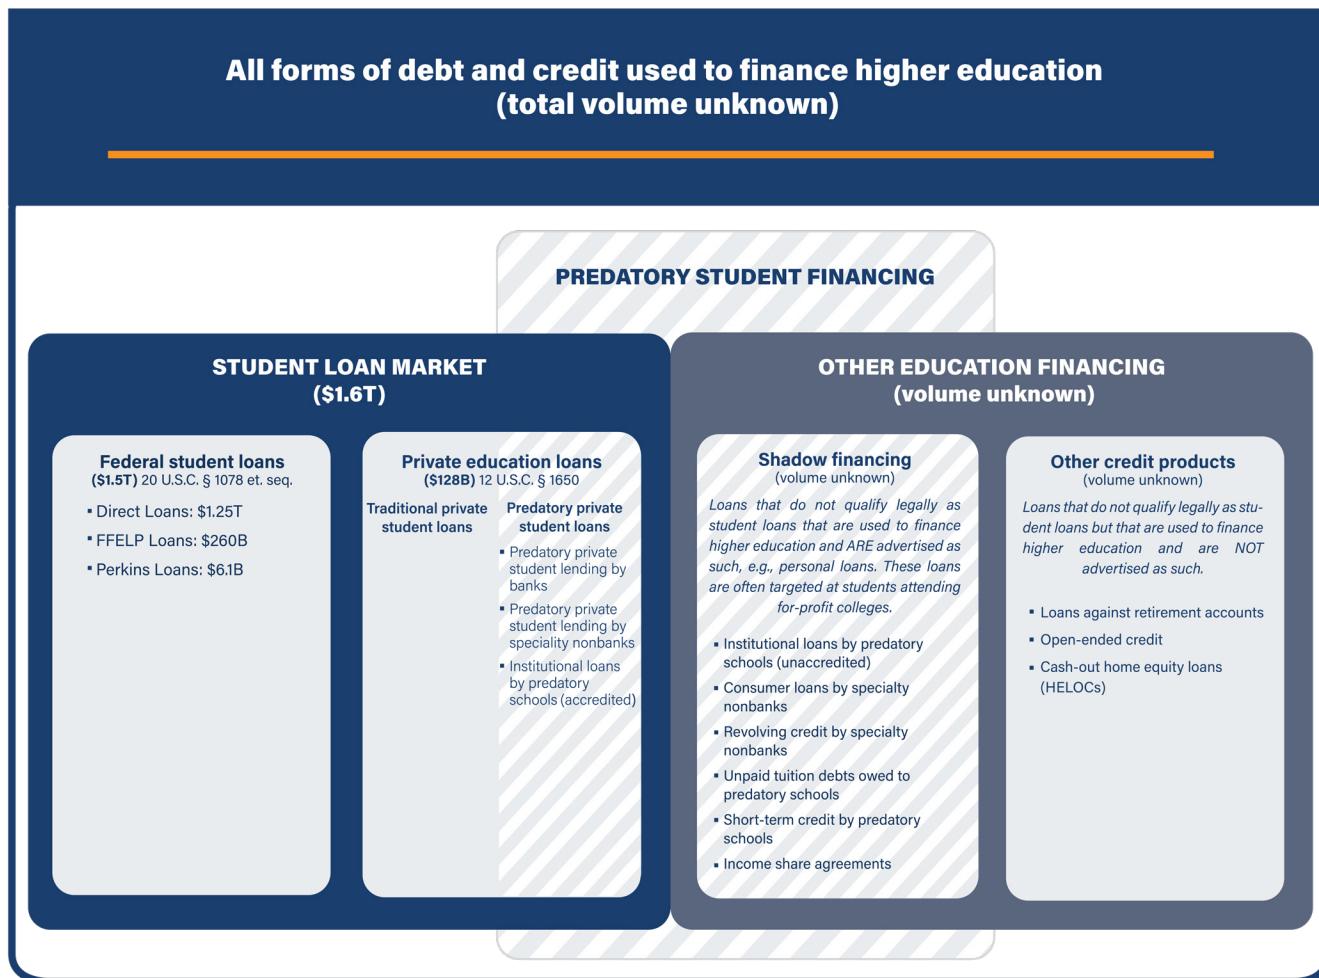 All forms of debt and credit used to finance higher education
(total volume unknown)
PREDATORY STUDENT FINANCING
STUDENT LOAN MARKET
($1.6T)
Federal student loans
($1.5T) 20 U.S.C. § 1078 et. seq.
▪ Direct Loans: $1.25T
▪ FFELP Loans: $260B
▪ Perkins Loans: $6.1B
Private education loans
($128B) 12 U.S.C. § 1650
Traditional private
student loans
Predatory private
student loans
▪ Predatory private
student lending by
banks
▪ Predatory private
student lending by
speciality nonbanks
▪ Institutional loans
by predatory
schools (accredited)
OTHER EDUCATION FINANCING
(volume unknown)
Shadow financing
(volume unknown)
Loans that do not qualify legally as
student loans that are used to finance
higher education and ARE advertised as
such, e.g., personal loans. These loans
are often targeted at students attending
for-profit colleges.
▪ Institutional loans by predatory
schools (unaccredited)
▪ Consumer loans by specialty
nonbanks
▪ Revolving credit by specialty
nonbanks
▪ Unpaid tuition debts owed to
predatory schools
▪ Short-term credit by predatory
schools
▪ Income share agreements
Other credit products
(volume unknown)
Loans that do not qualify legally as stu-
dent loans but that are used to finance
higher education and are NOT
advertised as such.
▪ Loans against retirement accounts
▪ Open-ended credit
▪ Cash-out home equity loans
(HELOCs)